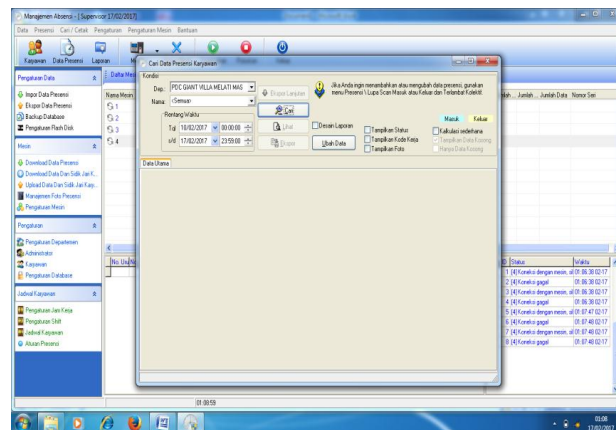 Manajemen Absensi - [ Supervisor 17/02/2017]
Data Presensi Cari / Cetak Pengaturan Pengaturan Mesin Bantuan
Karyawan Data Presensi Laporan
Pengaturan Data
Impor Data Presensi
Ekspor Data Presensi
Backup Database
Pengaturan Flash Disk
Mesin
Download Data Presensi
Download Data Dan Sidik Jari K...
Upload Data Dan Sidik Jari Kary...
Manajemen Foto Presensi
Pengaturan Mesin
Pengaturan
Pengaturan Departemen
Administrator
Karyawan
Pengaturan Database
Jadwal Karyawan
Pengaturan Jam Kerja
Pengaturan Shift
Jadwal Karyawan
Aturan Presensi
Nama Mesin
1
2
3
4
Cari Data Presensi Karyawan
Kondisi
Dep. PDC GIANT VILLA MELATI MAS
Nama <Semua>
Rentang Waktu
Tgl 10/02/2017 00:00:00
s/d 17/02/2017 23:59:00
Ekspor Lanjutan
Cari
Lihat
Ekspor
Jika Anda ingin menambahkan atau mengubah data presensi, gunakan
menu Presensi \ Lupa Scan Masuk atau Keluar dan Terlambat Kolektif.
Masuk Keluar
Desain Laporan
Ubah Data
Tampilkan Status
Tampilkan Kode Kerja
Tampilkan Foto
Kalkulasi sederhana
Tampilkan Data Kosong
Hanya Data Kosong
Data Utama
Jumlah ... Jumlah Data Nomor Seri
No. Urut
ID Status Waktu
1 [4]Koneksi dengan mesin, sil 01:06:38 02-17
2 [4]Koneksi gagal 01:06:38 02-17
3 [4]Koneksi dengan mesin, sil 01:06:38 02-17
4 [4]Koneksi gagal 01:06:38 02-17
5 [4]Koneksi dengan mesin, sil 01:07:47 02-17
6 [4]Koneksi gagal 01:07:48 02-17
7 [4]Koneksi dengan mesin, sil 01:07:48 02-17
8 [4]Koneksi gagal 01:07:48 02-17
01:08:59
01:08
17/02/2017